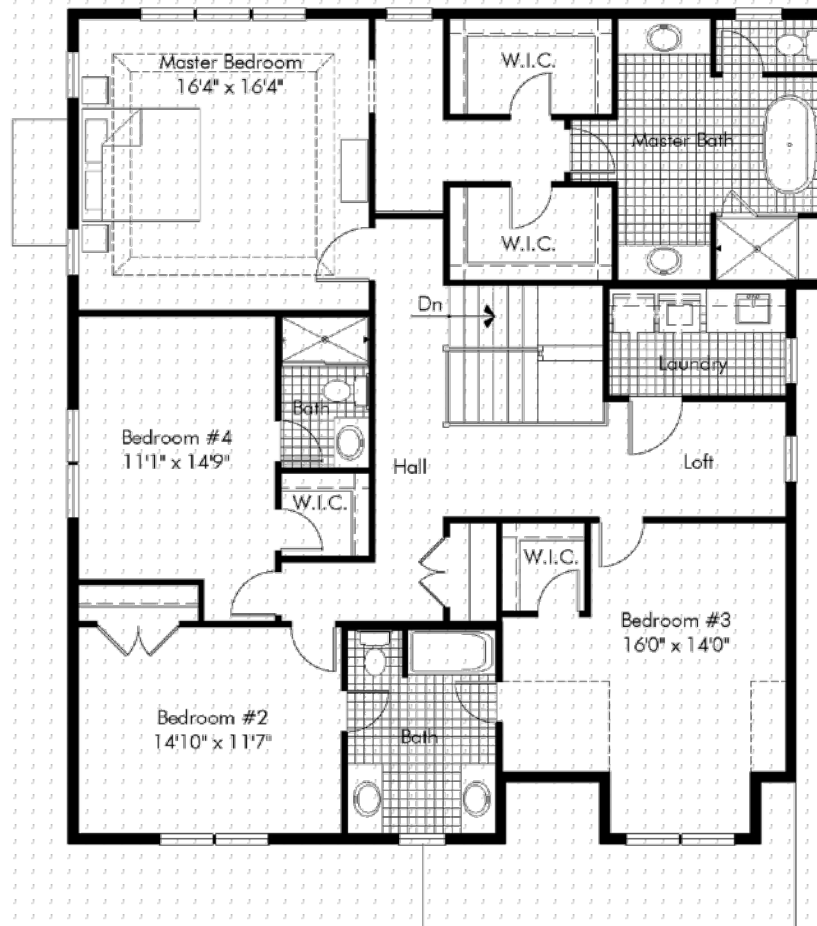 Master Bedroom
16'4" x 16'4"
W.I.C.
Master Bath
W.I.C.
Dn
Laundry
Bath
Bedroom #4
11'1" x 14'9"
Hall
Loft
W.I.C.
W.I.C.
Bedroom #3
16'0" x 14'0"
Bedroom #2
14'10" x 11'7"
Bath